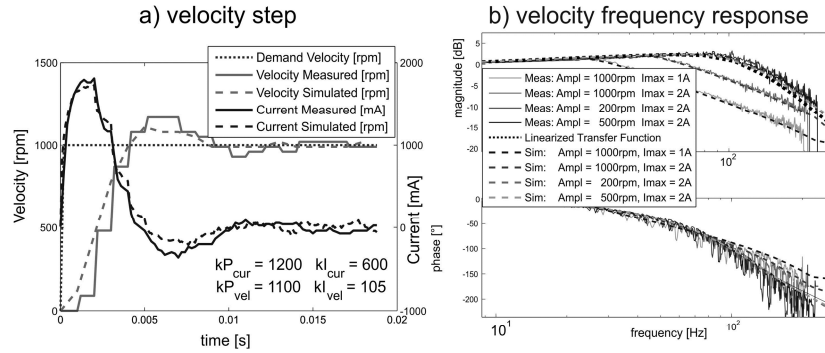 a) velocity step
b) velocity frequency response
1500
1000
500
0
Velocity [rpm]
2000
1000
0
-1000
Current [mA]
Demand Velocity [rpm]
Velocity Measured [rpm]
Velocity Simulated [rpm]
Current Measured [mA]
Current Simulated [rpm]
kPcur = 1200 kIcur = 600
kPvel = 1100 kIvel = 105
0 0.005 0.01 0.015 0.02
time [s]
magnitude [dB]
5
0
-5
-10
-15
-20
Meas: Ampl = 1000rpm Imax = 1A
Meas: Ampl = 1000rpm Imax = 2A
Meas: Ampl = 200rpm Imax = 2A
Meas: Ampl = 500rpm Imax = 2A
Linearized Transfer Function
Sim: Ampl = 1000rpm, Imax = 1A
Sim: Ampl = 1000rpm, Imax = 2A
Sim: Ampl = 200rpm, Imax = 2A
Sim: Ampl = 500rpm, Imax = 2A
10²
phase [°]
0
-50
-100
-150
-200
10¹ 10²
frequency [Hz]